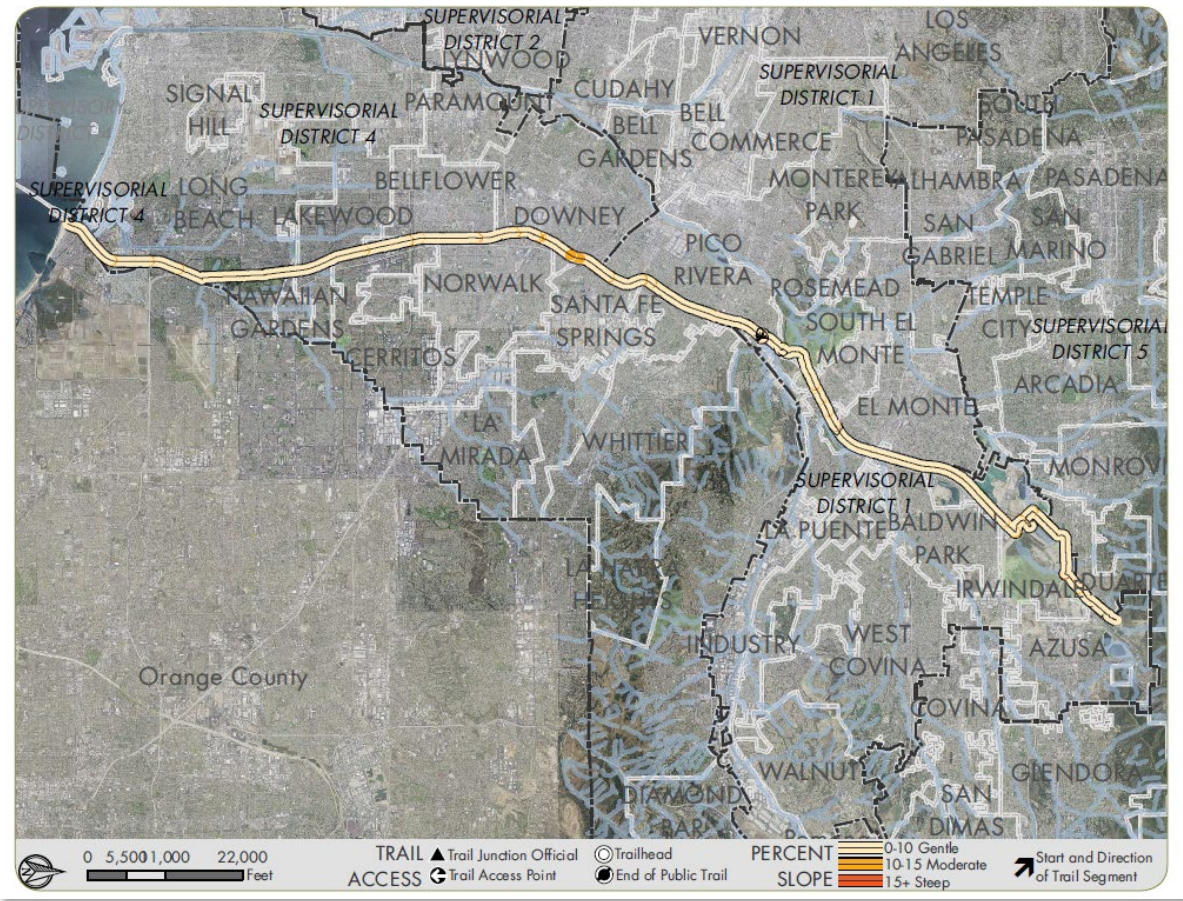 SUPERVISORIAL
DISTRICT 2
LYNWOOD
VERNON
LOS
ANGELES
SIGNAL
HILL
SUPERVISORIAL
DISTRICT 4
PARAMOUNT
CUDAHY
BELL
GARDENS
BELL
COMMERCE
SUPERVISORIAL
DISTRICT 1
SOUTH
PASADENA
SUPERVISORIAL
DISTRICT 4
LONG
BEACH
LAKEWOOD
BELLFLOWER
DOWNEY
MONTEREY
PARK
ALHAMBRA
PASADENA
SAN
GABRIEL
SAN
MARINO
PICO
RIVERA
NORWALK
HAWAIIAN
GARDENS
SANTA FE
SPRINGS
ROSEMEAD
SOUTH EL
MONTE
TEMPLE
CITY
SUPERVISORIAL
DISTRICT 5
CERRITOS
ARCADIA
EL MONTE
LA
MIRADA
WHITTIER
MONROVI
SUPERVISORIAL
DISTRICT 1
LA PUENTE
BALDWIN
PARK
LA HABRA
HEIGHTS
IRWINDALE
DUARTE
INDUSTRY
WEST
COVINA
AZUSA
Orange County
COVINA
WALNUT
GLENDORA
DIAMOND
BAR
SAN
DIMAS
N
0 5,500 11,000 22,000
Feet
TRAIL
ACCESS
Trail Junction Official
Trail Access Point
Trailhead
End of Public Trail
PERCENT
SLOPE
0-10 Gentle
10-15 Moderate
15+ Steep
Start and Direction
of Trail Segment